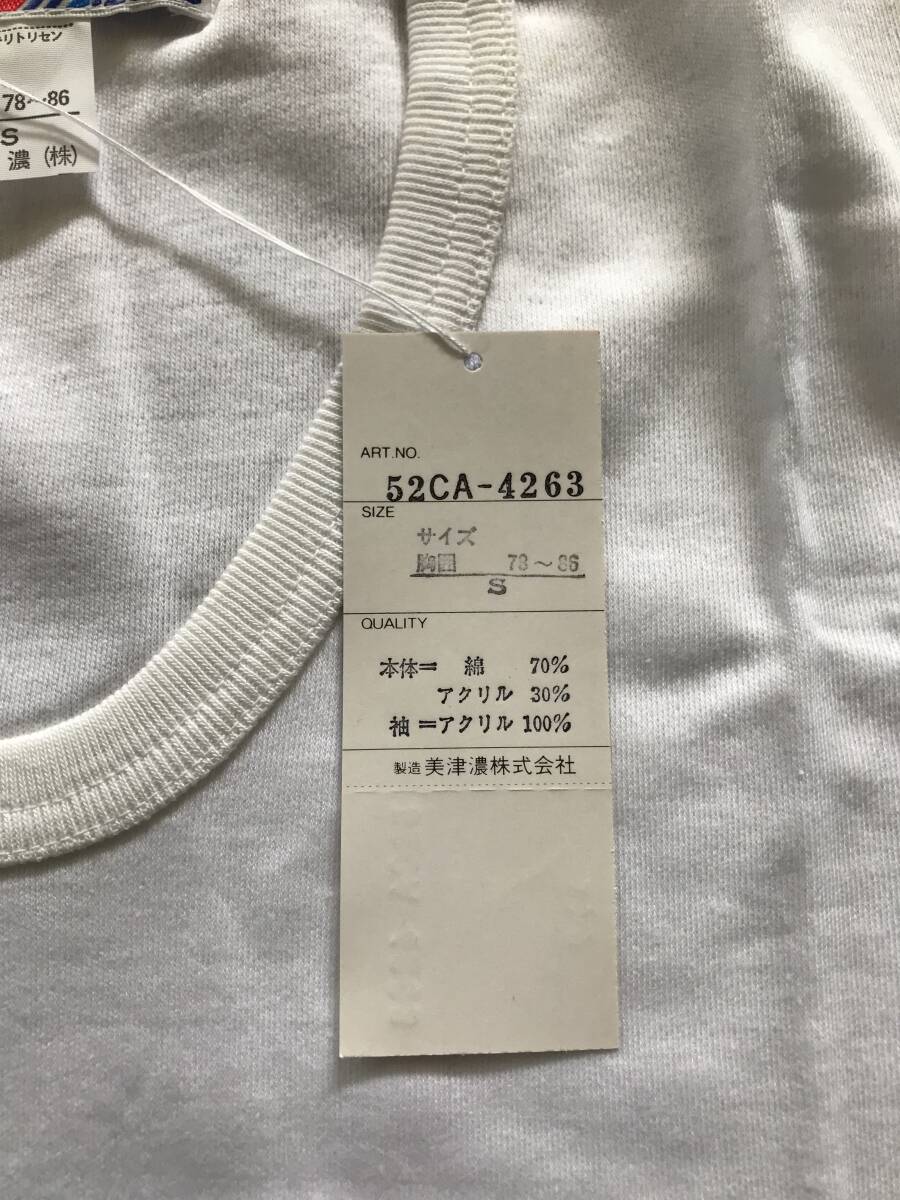 リトリセン
78〜86
S
濃(株)
ART.NO.
52CA-4263
SIZE
サイズ
胸囲 78〜86
S
QUALITY
本体= 綿 70%
アクリル 30%
袖=アクリル 100%
製造 美津濃株式会社